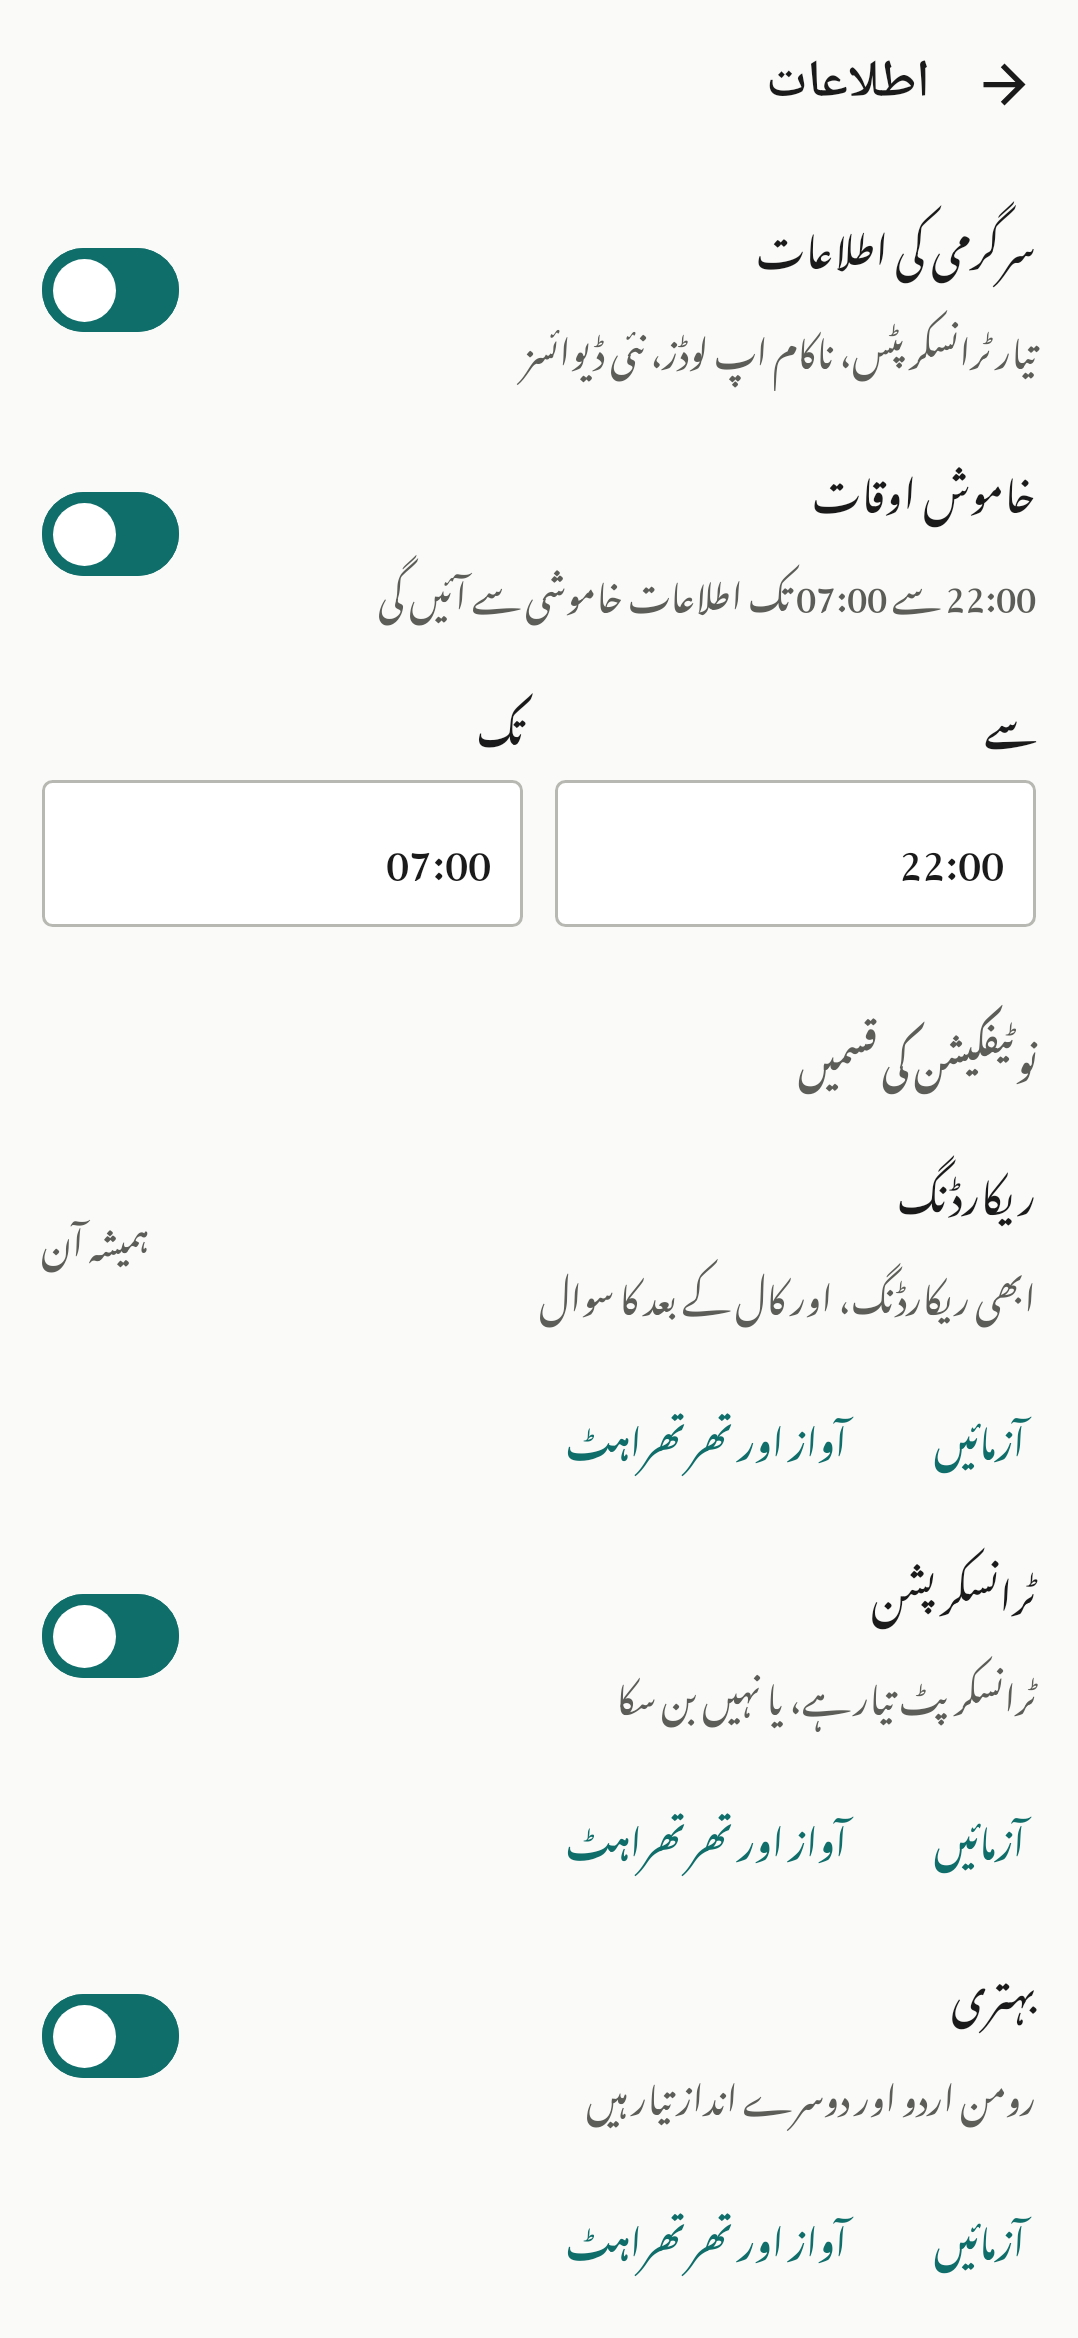 اطلاعات
سرگرمی کی اطلاعات
تیار ٹرانسکرپٹس، ناکام اپ لوڈز، نئی ڈیوائسز
خاموش اوقات
22:00 سے 07:00 تک اطلاعات خاموشی سے آئیں گی
سے
تک
22:00
07:00
نوٹیفکیشن کی قسمیں
ریکارڈنگ
ہمیشہ آن
ابھی ریکارڈنگ، اور کال کے بعد کا سوال
آزمائیں
آواز اور تھرتھراہٹ
ٹرانسکرپشن
ٹرانسکرپٹ تیار ہے، یا نہیں بن سکا
آزمائیں
آواز اور تھرتھراہٹ
بہتری
رومن اردو اور دوسرے انداز تیار ہیں
آزمائیں
آواز اور تھرتھراہٹ